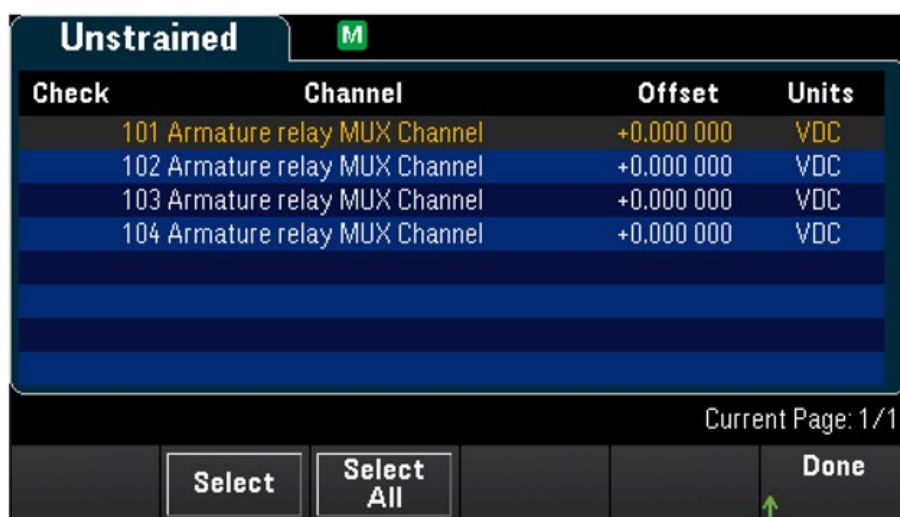 Unstrained M
Check Channel Offset Units
101 Armature relay MUX Channel +0.000 000 VDC
102 Armature relay MUX Channel +0.000 000 VDC
103 Armature relay MUX Channel +0.000 000 VDC
104 Armature relay MUX Channel +0.000 000 VDC
Current Page: 1/1
Select
Select
All
Done